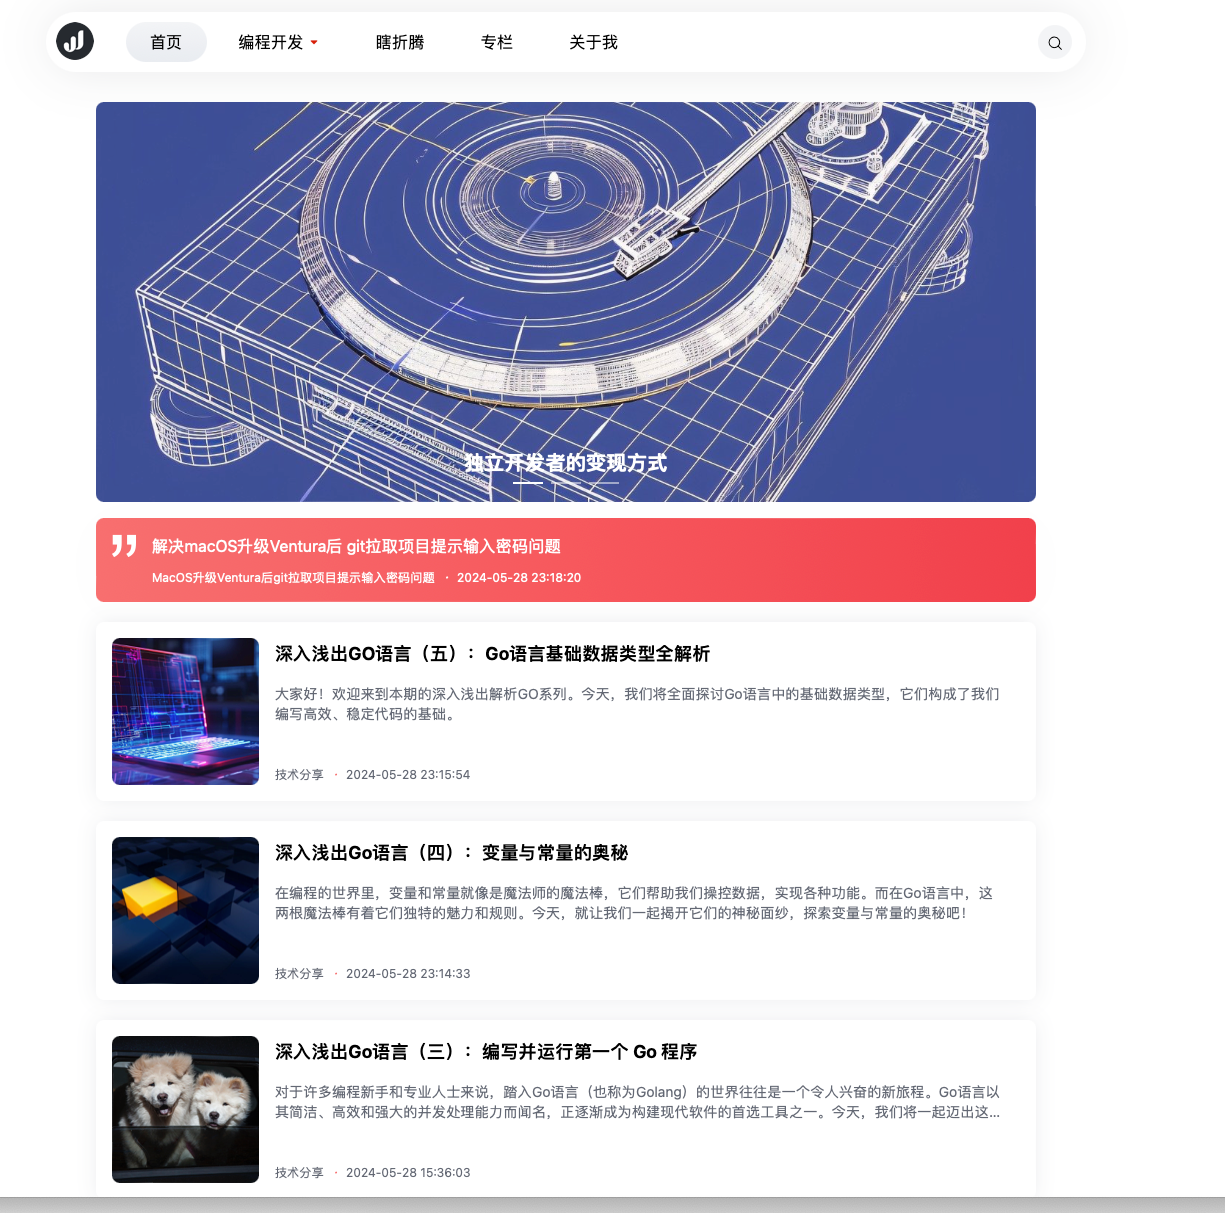 首页
编程开发
瞎折腾
专栏
关于我
独立开发者的变现方式
解决macOS升级Ventura后 git拉取项目提示输入密码问题
MacOS升级Ventura后git拉取项目提示输入密码问题 · 2024-05-28 23:18:20
深入浅出GO语言（五）：Go语言基础数据类型全解析
大家好！欢迎来到本期的深入浅出解析GO系列。今天，我们将全面探讨Go语言中的基础数据类型，它们构成了我们
编写高效、稳定代码的基础。
技术分享 · 2024-05-28 23:15:54
深入浅出Go语言（四）：变量与常量的奥秘
在编程的世界里，变量和常量就像是魔法师的魔法棒，它们帮助我们操控数据，实现各种功能。而在Go语言中，这
两根魔法棒有着它们独特的魅力和规则。今天，就让我们一起揭开它们的神秘面纱，探索变量与常量的奥秘吧！
技术分享 · 2024-05-28 23:14:33
深入浅出Go语言（三）：编写并运行第一个 Go 程序
对于许多编程新手和专业人士来说，踏入Go语言（也称为Golang）的世界往往是一个令人兴奋的新旅程。Go语言以
其简洁、高效和强大的并发处理能力而闻名，正逐渐成为构建现代软件的首选工具之一。今天，我们将一起迈出这...
技术分享 · 2024-05-28 15:36:03